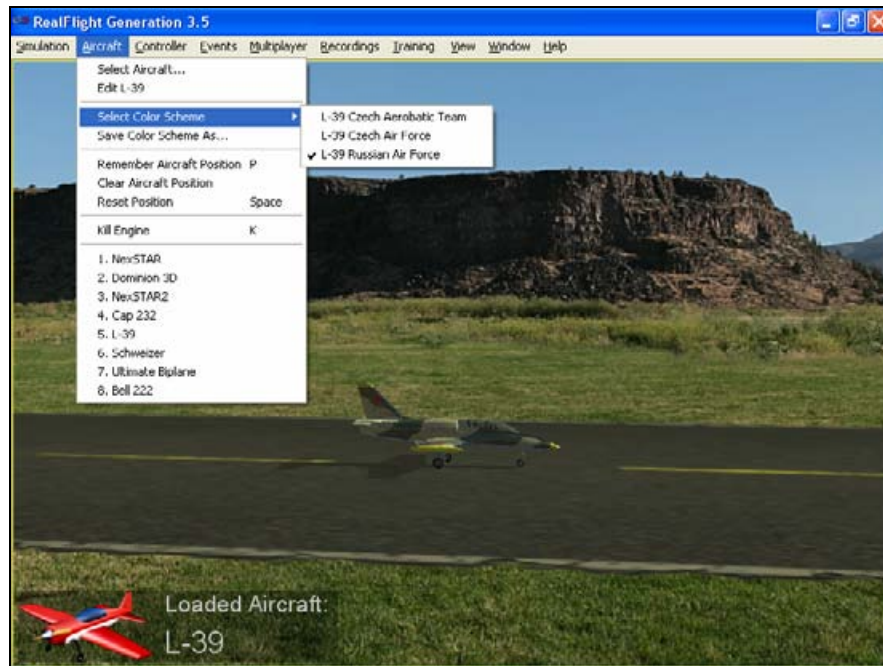 RealFlight Generation 3.5
Simulation Aircraft Controller Events Multiplayer Recordings Training View Window Help
Select Aircraft...
Edit L-39
Select Color Scheme
L-39 Czech Aerobatic Team
L-39 Czech Air Force
L-39 Russian Air Force
Save Color Scheme As...
Remember Aircraft Position P
Clear Aircraft Position
Reset Position Space
Kill Engine K
1. NexSTAR
2. Dominion 3D
3. NexSTAR2
4. Cap 232
5. L-39
6. Schweizer
7. Ultimate Biplane
8. Bell 222
Loaded Aircraft:
L-39